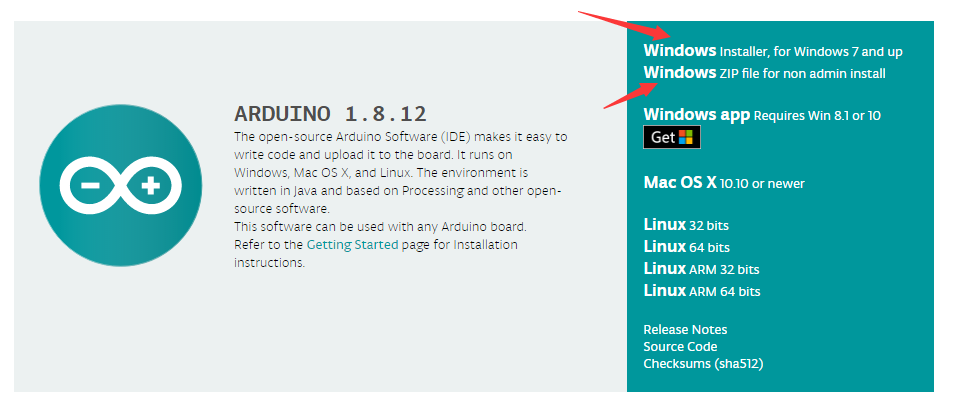 ARDUINO 1.8.12
The open-source Arduino Software (IDE) makes it easy to
write code and upload it to the board. It runs on
Windows, Mac OS X, and Linux. The environment is
written in Java and based on Processing and other open-
source software.
This software can be used with any Arduino board.
Refer to the Getting Started page for Installation
instructions.
Windows Installer, for Windows 7 and up
Windows ZIP file for non admin install
Windows app Requires Win 8.1 or 10
Get
Mac OS X 10.10 or newer
Linux 32 bits
Linux 64 bits
Linux ARM 32 bits
Linux ARM 64 bits
Release Notes
Source Code
Checksums (sha512)